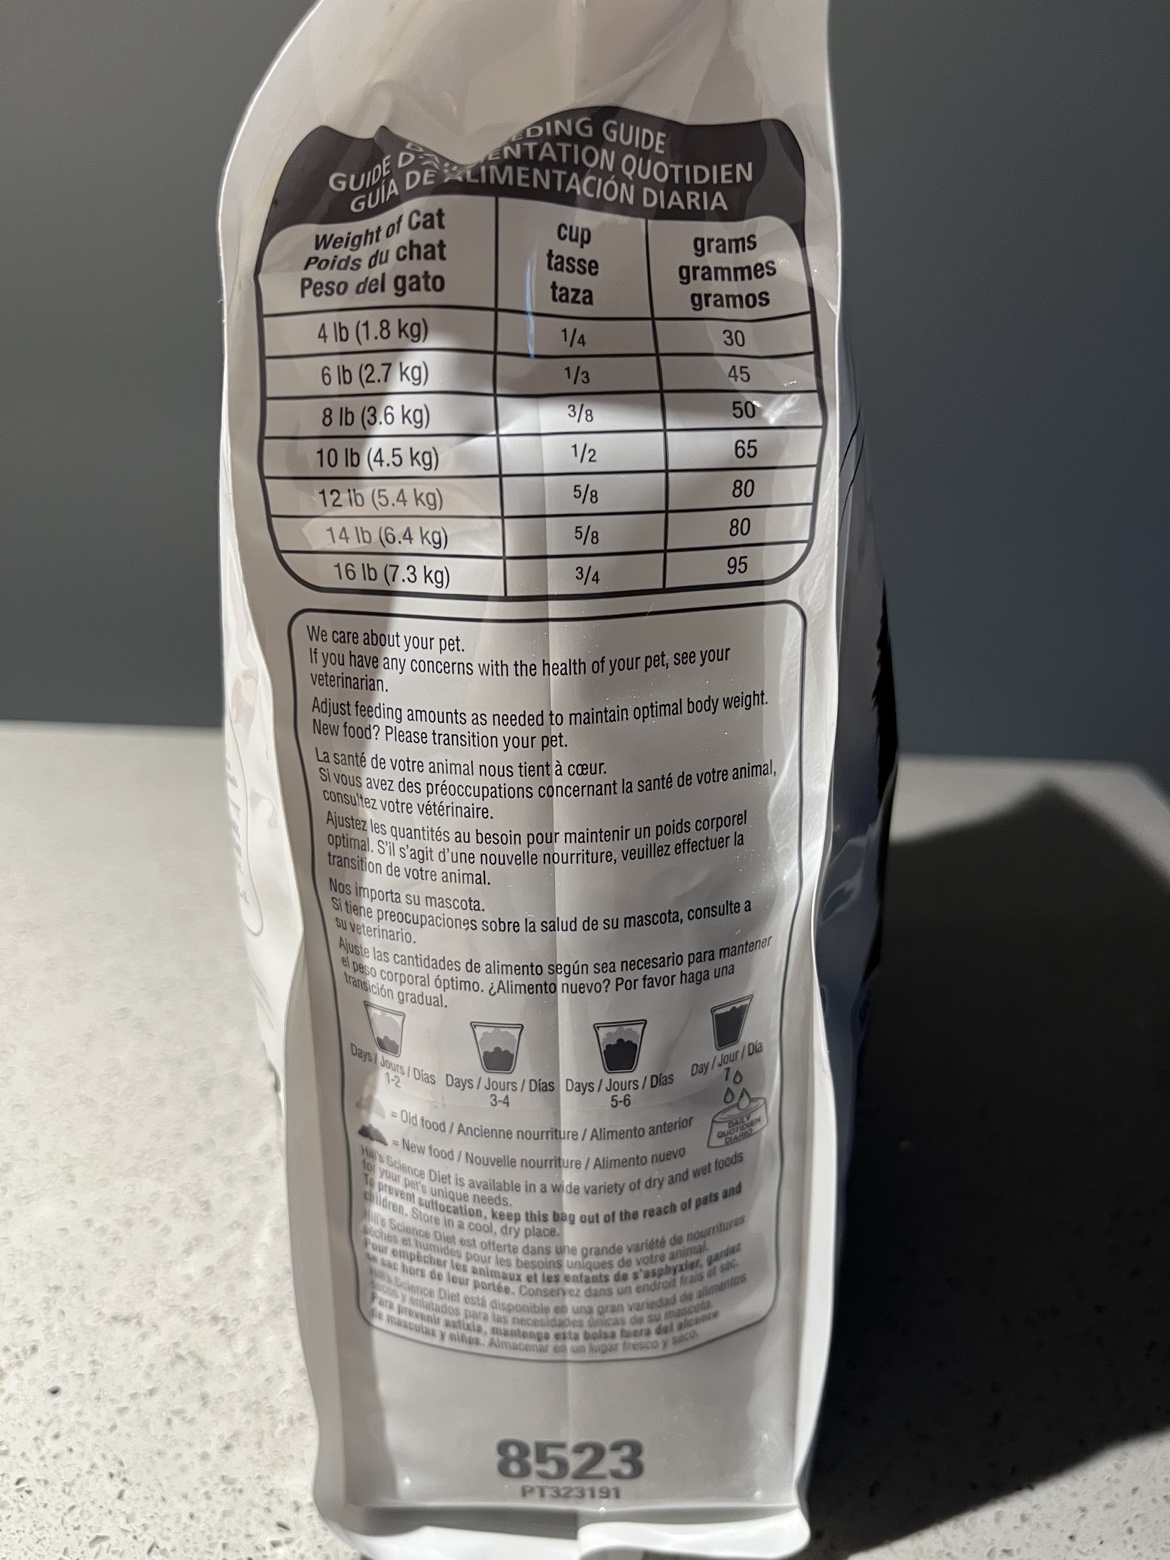 GUIDE
GUIDE QUOTIDIEN
GUÍA DE ALIMENTACIÓN DIARIA
Weight of Cat
Poids du chat
Peso del gato
cup
tasse
taza
grams
grammes
gramos
4 lb (1.8 kg) 1/4 30
6 lb (2.7 kg) 1/3 45
8 lb (3.6 kg) 3/8 50
10 lb (4.5 kg) 1/2 65
12 lb (5.4 kg) 5/8 80
14 lb (6.4 kg) 5/8 80
16 lb (7.3 kg) 3/4 95
We care about your pet.
If you have any concerns with the health of your pet, see your
veterinarian.
Adjust feeding amounts as needed to maintain optimal body weight.
New food? Please transition your pet.
La santé de votre animal nous tient à cœur.
Si vous avez des préoccupations concernant la santé de votre animal,
consultez votre vétérinaire.
Ajustez les quantités au besoin pour maintenir un poids corporel
optimal. S'il s'agit d'une nouvelle nourriture, veuillez effectuer la
transition de votre animal.
Nos importa su mascota.
Si tiene preocupaciones sobre la salud de su mascota, consulte a
su veterinario.
Ajuste las cantidades de alimento según sea necesario para mantener
el peso corporal óptimo. ¿Alimento nuevo? Por favor haga una
transición gradual.
Days / Jours / Días
1-2
Days / Jours / Días
3-4
Days / Jours / Días
5-6
Day / Jour / Día
7
DAILY
QUOTIDIEN
DIARIO
= Old food / Ancienne nourriture / Alimento anterior
= New food / Nouvelle nourriture / Alimento nuevo
Hill's Science Diet is available in a wide variety of dry and wet foods
for your pet's unique needs.
To prevent suffocation, keep this bag out of the reach of pets and
children. Store in a cool, dry place.
Hill's Science Diet est offerte dans une grande variété de nourritures
sèches et humides pour les besoins uniques de votre animal.
Pour empêcher les animaux et les enfants de s'asphyxier, gardez
ce sac hors de leur portée. Conservez dans un endroit frais et sec.
Hill's Science Diet está disponible en una gran variedad de alimentos
secos y enlatados para las necesidades únicas de su mascota.
Para prevenir asfixia, mantenga esta bolsa fuera del alcance
de mascotas y niños. Almacenar en un lugar fresco y seco.
8523
PT323191